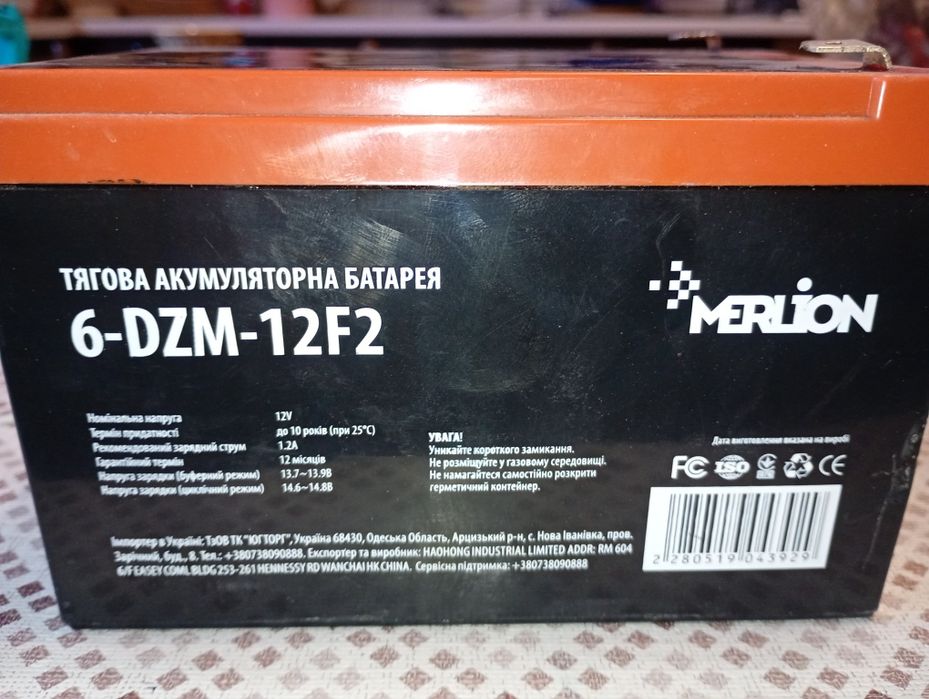 ТЯГОВА АКУМУЛЯТОРНА БАТАРЕЯ
6-DZM-12F2
MERLION
Номінальна напруга 12V
Термін придатності до 10 років (при 25°C)
Рекомендований зарядний струм 1.2A
Гарантійний термін 12 місяців
Напруга зарядки (буферний режим) 13.7~13.9В
Напруга зарядки (циклічний режим) 14.6~14.8В
УВАГА!
Уникайте короткого замикання.
Не розміщуйте у газовому середовищі.
Не намагайтеся самостійно розкрити
герметичний контейнер.
Дата виготовлення вказана на виробі
FC ISO CE
2 280519 043929
Імпортер в Україні: ТзОВ ТК "ЮГТОРГ", Україна 68430, Одеська Область, Арцизький р-н, с. Нова Іванівка, пров.
Зарічний, буд., 8. Тел.: +380738090888. Експортер та виробник: HAOHONG INDUSTRIAL LIMITED ADDR: RM 604
6/F EASEY COML BLDG 253-261 HENNESSY RD WANCHAI HK CHINA. Сервісна підтримка: +380738090888